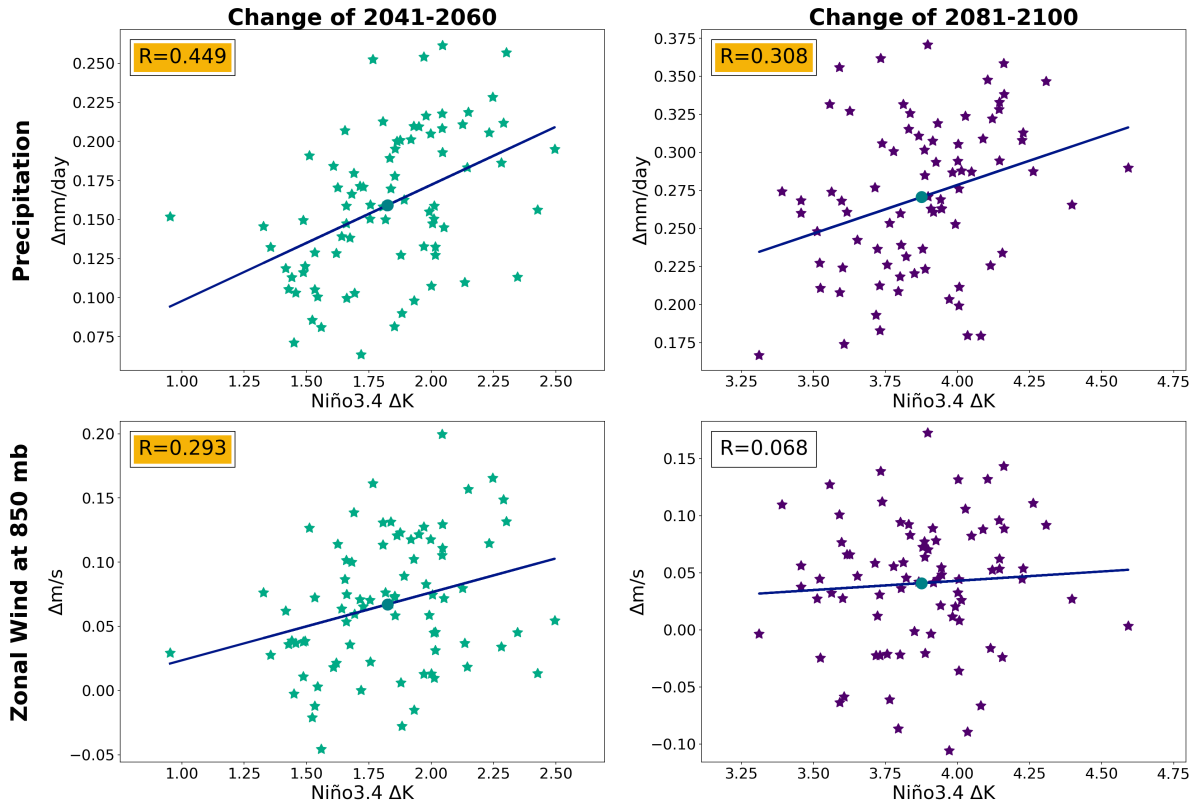 Change of 2041-2060
Change of 2081-2100
Precipitation
Δmm/day
R=0.449
0.250
0.225
0.200
0.175
0.150
0.125
0.100
0.075
1.00 1.25 1.50 1.75 2.00 2.25 2.50
Niño3.4 ΔK
Δmm/day
R=0.308
0.375
0.350
0.325
0.300
0.275
0.250
0.225
0.200
0.175
3.25 3.50 3.75 4.00 4.25 4.50 4.75
Niño3.4 ΔK
Zonal Wind at 850 mb
Δm/s
R=0.293
0.20
0.15
0.10
0.05
0.00
−0.05
1.00 1.25 1.50 1.75 2.00 2.25 2.50
Niño3.4 ΔK
Δm/s
R=0.068
0.15
0.10
0.05
0.00
−0.05
−0.10
3.25 3.50 3.75 4.00 4.25 4.50 4.75
Niño3.4 ΔK